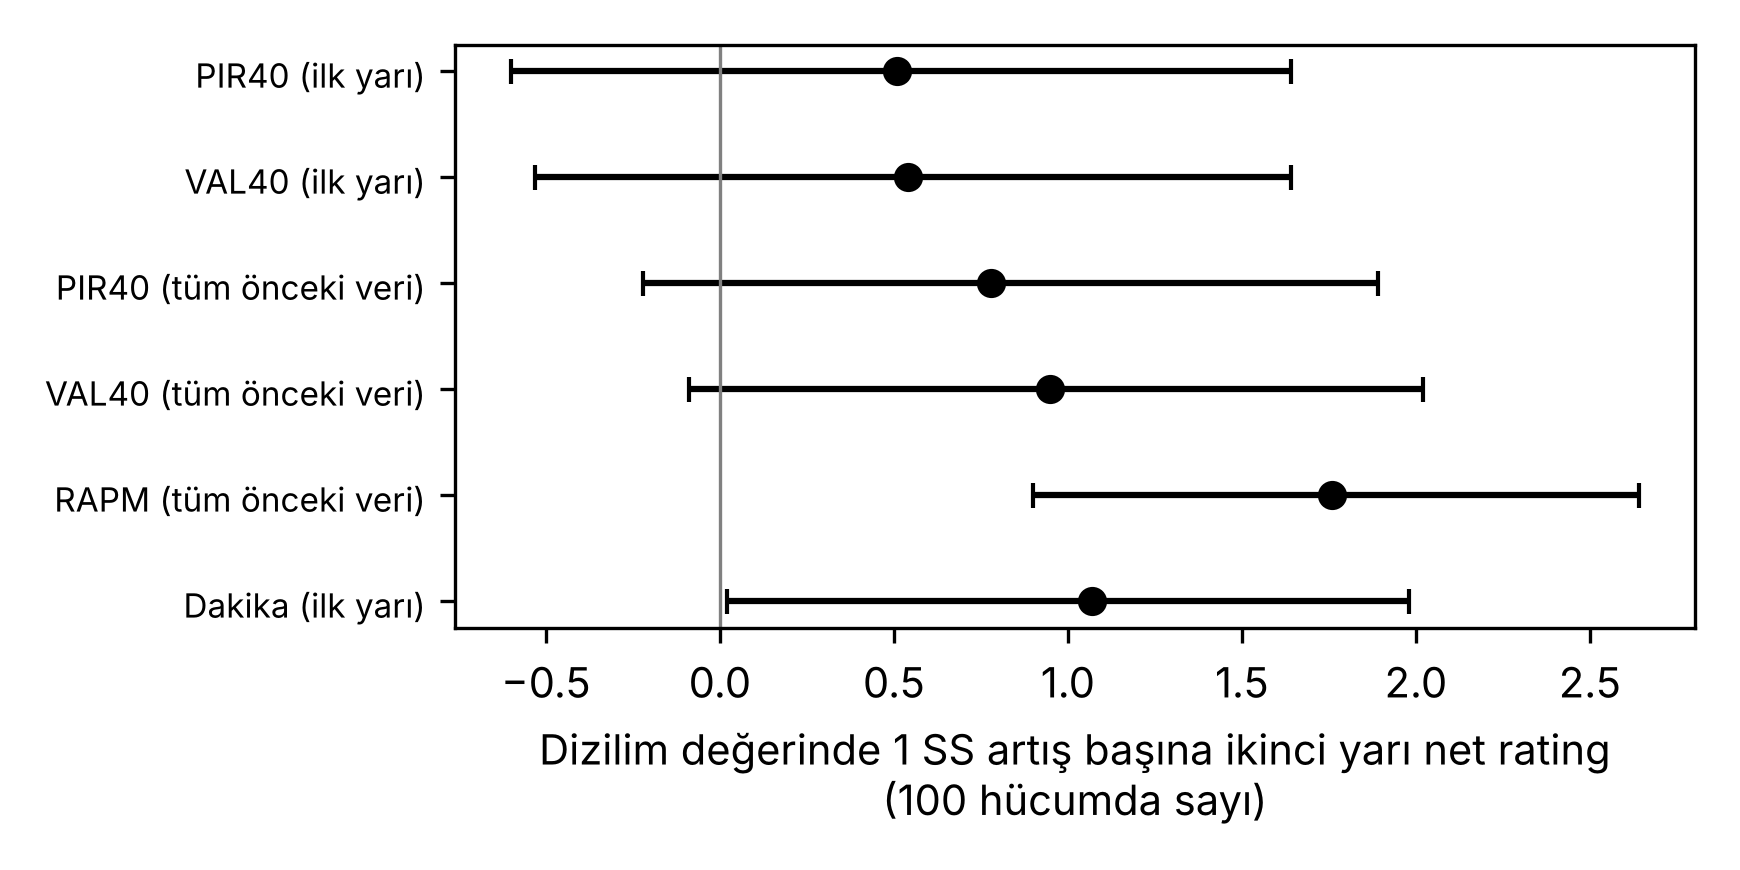 PIR40 (ilk yarı)
VAL40 (ilk yarı)
PIR40 (tüm önceki veri)
VAL40 (tüm önceki veri)
RAPM (tüm önceki veri)
Dakika (ilk yarı)
−0.5 0.0 0.5 1.0 1.5 2.0 2.5
Dizilim değerinde 1 SS artış başına ikinci yarı net rating
(100 hücumda sayı)